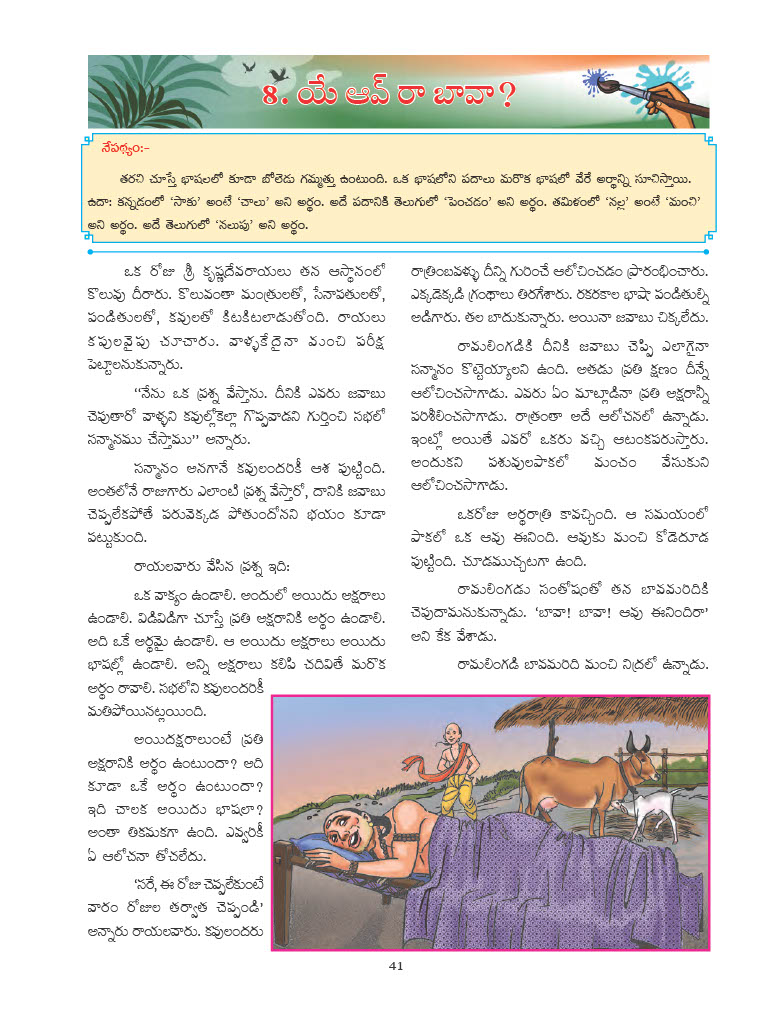 8. యే ఆవ్ రా బావా?
నేపథ్యం:-
తరచి చూస్తే భాషలలో కూడా బోలెడు గమ్మత్తు ఉంటుంది. ఒక భాషలోని పదాలు మరొక భాషలో వేరే అర్థాన్ని సూచిస్తాయి.
ఉదా: కన్నడంలో ‘సాకు’ అంటే ‘చాలు’ అని అర్థం. అదే పదానికి తెలుగులో ‘పెంచడం’ అని అర్థం. తమిళంలో ‘నల్ల’ అంటే ‘మంచి’
అని అర్థం. అదే తెలుగులో ‘నలుపు’ అని అర్థం.
ఒక రోజు శ్రీ కృష్ణదేవరాయలు తన ఆస్థానంలో
కొలువు దీరారు. కొలువంతా మంత్రులతో, సేనాపతులతో,
పండితులతో, కవులతో కిటకిటలాడుతోంది. రాయలు
కవులవైపు చూచారు. వాళ్ళకేదైనా మంచి పరీక్ష
పెట్టాలనుకున్నారు.
“నేను ఒక ప్రశ్న వేస్తాను. దీనికి ఎవరు జవాబు
చెవుతారో వాళ్ళని కవుల్లోకెల్లా గొప్పవాడని గుర్తించి సభలో
సన్మానము చేస్తాము” అన్నారు.
సన్మానం అనగానే కవులందరికీ ఆశ పుట్టింది.
అంతలోనే రాజుగారు ఎలాంటి ప్రశ్న వేస్తారో, దానికి జవాబు
చెప్పలేకపోతే పరువెక్కడ పోతుందోనని భయం కూడా
పట్టుకుంది.
రాయలవారు వేసిన ప్రశ్న ఇది:
ఒక వాక్యం ఉండాలి. అందులో అయిదు అక్షరాలు
ఉండాలి. విడివిడిగా చూస్తే ప్రతి అక్షరానికి అర్థం ఉండాలి.
అది ఒకే అర్థమై ఉండాలి. ఆ అయిదు అక్షరాలు అయిదు
భాషల్లో ఉండాలి. అన్ని అక్షరాలు కలిపి చదివితే మరొక
అర్థం రావాలి. సభలోని కవులందరికీ
మతిపోయినట్లయింది.
అయిదక్షరాలుంటే ప్రతి
అక్షరానికి అర్థం ఉంటుందా? అది
కూడా ఒకే అర్థం ఉంటుందా?
ఇది చాలక అయిదు భాషలా?
అంతా తికమకగా ఉంది. ఎవ్వరికీ
ఏ ఆలోచనా తోచలేదు.
‘సరే, ఈ రోజు చెప్పలేకుంటే
వారం రోజుల తర్వాత చెప్పండి’
అన్నారు రాయలవారు. కవులందరు
రాత్రింబవళ్ళు దీన్ని గురించే ఆలోచించడం ప్రారంభించారు.
ఎక్కడెక్కడి గ్రంథాలు తిరగేశారు. రకరకాల భాషా పండితుల్ని
అడిగారు. తల బాదుకున్నారు. అయినా జవాబు చిక్కలేదు.
రామలింగడికి దీనికి జవాబు చెప్పి ఎలాగైనా
సన్మానం కొట్టెయ్యాలని ఉంది. అతడు ప్రతి క్షణం దీన్నే
ఆలోచించసాగాడు. ఎవరు ఏం మాట్లాడినా ప్రతి అక్షరాన్నీ
పరిశీలించసాగాడు. రాత్రంతా అదే ఆలోచనలో ఉన్నాడు.
ఇంట్లో అయితే ఎవరో ఒకరు వచ్చి ఆటంకపరుస్తారు.
అందుకని పశువులపాకలో మంచం వేసుకుని
ఆలోచించసాగాడు.
ఒకరోజు అర్థరాత్రి కావచ్చింది. ఆ సమయంలో
పాకలో ఒక ఆవు ఈనింది. ఆవుకు మంచి కోడెదూడ
పుట్టింది. చూడముచ్చటగా ఉంది.
రామలింగడు సంతోషంతో తన బావమరిదికి
చెపుదామనుకున్నాడు. ‘బావా! బావా! ఆవు ఈనిందిరా’
అని కేక వేశాడు.
రామలింగడి బావమరిది మంచి నిద్రలో ఉన్నాడు.
41